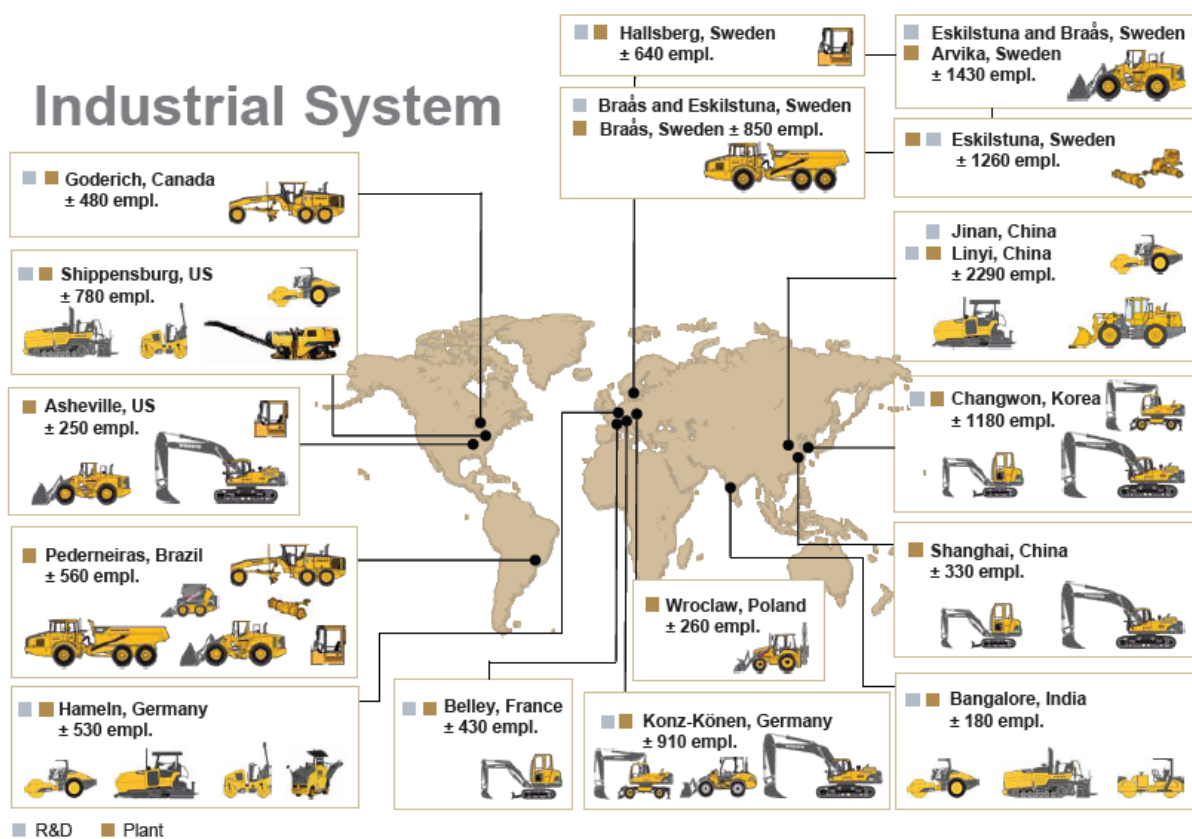 Industrial System
Hallsberg, Sweden
± 640 empl.
Eskilstuna and Braås, Sweden
Arvika, Sweden
± 1430 empl.
Braås and Eskilstuna, Sweden
Braås, Sweden ± 850 empl.
Eskilstuna, Sweden
± 1260 empl.
Goderich, Canada
± 480 empl.
Jinan, China
Linyi, China
± 2290 empl.
Shippensburg, US
± 780 empl.
Asheville, US
± 250 empl.
Changwon, Korea
± 1180 empl.
Pederneiras, Brazil
± 560 empl.
Shanghai, China
± 330 empl.
Wroclaw, Poland
± 260 empl.
Hameln, Germany
± 530 empl.
Belley, France
± 430 empl.
Konz-Könen, Germany
± 910 empl.
Bangalore, India
± 180 empl.
R&D
Plant